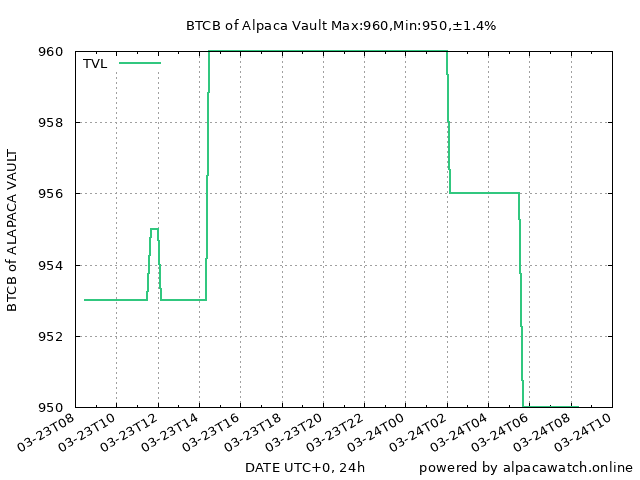 BTCB of Alpaca Vault Max:960,Min:950,±1.4%
TVL
960
958
956
954
952
950
BTCB of ALAPACA VAULT
03-23T08
03-23T10
03-23T12
03-23T14
03-23T16
03-23T18
03-23T20
03-23T22
03-24T00
03-24T02
03-24T04
03-24T06
03-24T08
03-24T10
DATE UTC+0, 24h
powered by alpacawatch.online